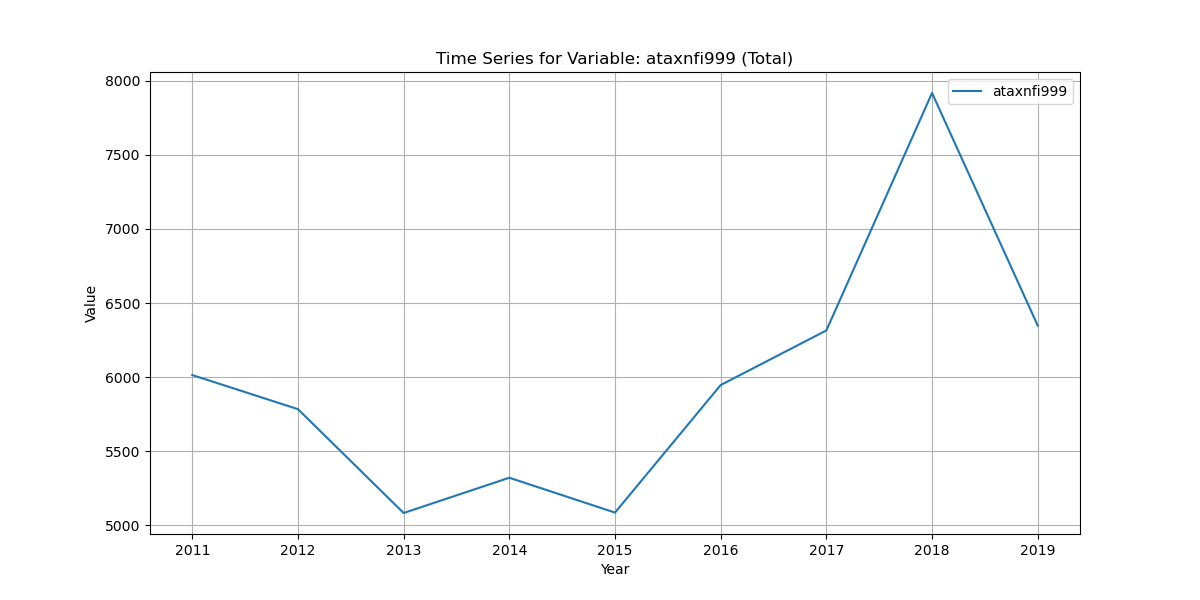 Time Series for Variable: ataxnfi999 (Total)
ataxnfi999
Value
8000
7500
7000
6500
6000
5500
5000
2011 2012 2013 2014 2015 2016 2017 2018 2019
Year